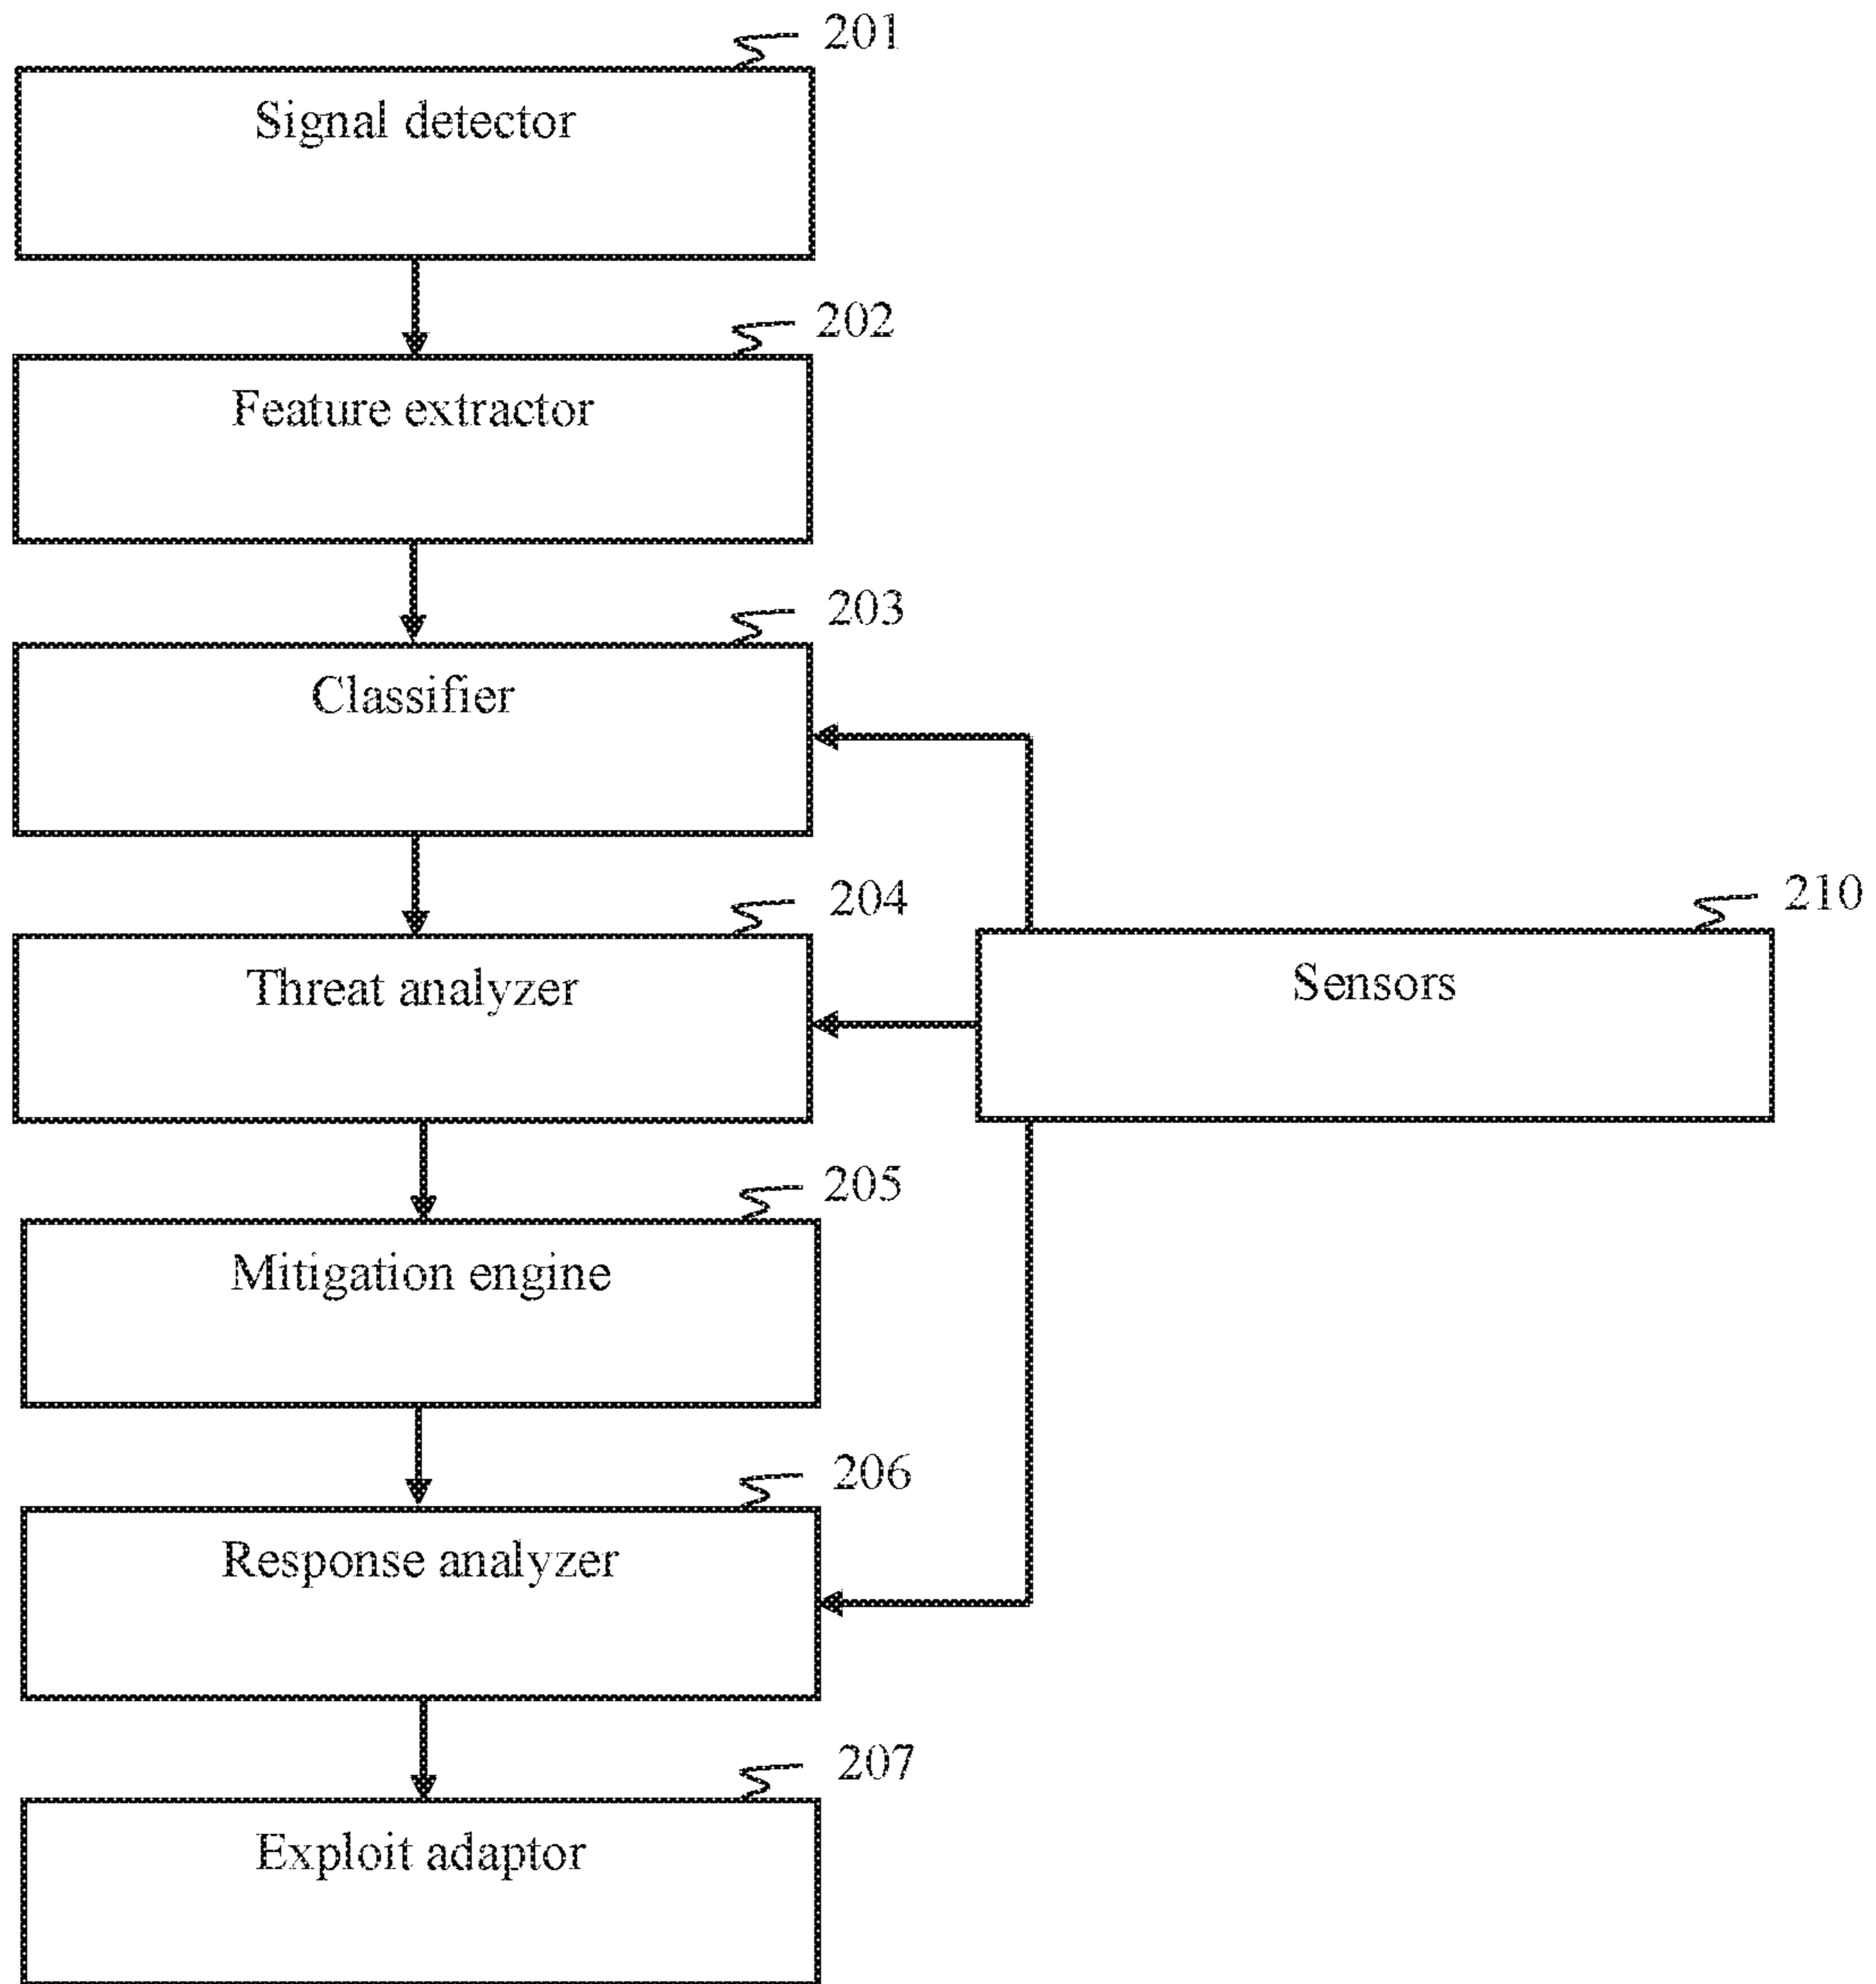 201
Signal detector
202
Feature extractor
203
Classifier
204
Threat analyzer
210
Sensors
205
Mitigation engine
206
Response analyzer
207
Exploit adaptor